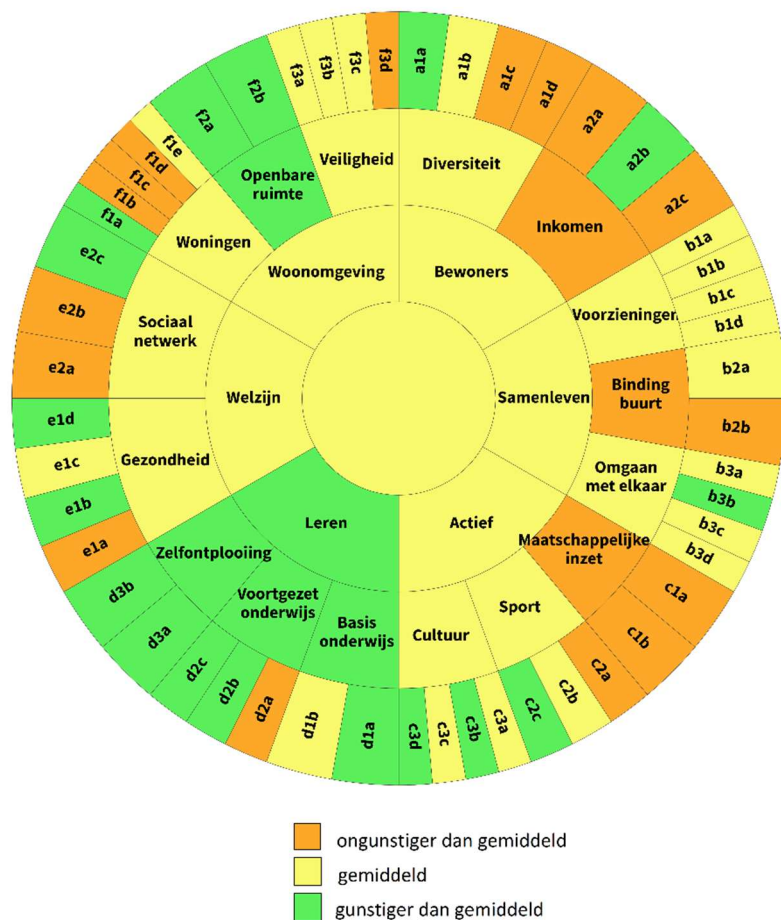 a1a
a1b
a1c
a1d
a2a
a2b
a2c
b1a
b1b
b1c
b1d
b2a
b2b
b3a
b3b
b3c
b3d
c1a
c1b
c2a
c2b
c2c
c3a
c3b
c3c
c3d
d1a
d1b
d2a
d2b
d2c
d3a
d3b
e1a
e1b
e1c
e1d
e2a
e2b
e2c
f1a
f1b
f1c
f1d
f1e
f2a
f2b
f3a
f3b
f3c
f3d
Diversiteit
Inkomen
Voorzieningen
Binding
buurt
Omgaan
met elkaar
Maatschappelijke
inzet
Sport
Cultuur
Basis
onderwijs
Voortgezet
onderwijs
Zelfontplooiing
Gezondheid
Sociaal
netwerk
Woningen
Openbare
ruimte
Veiligheid
Bewoners
Samenleven
Actief
Leren
Welzijn
Woonomgeving
ongunstiger dan gemiddeld
gemiddeld
gunstiger dan gemiddeld